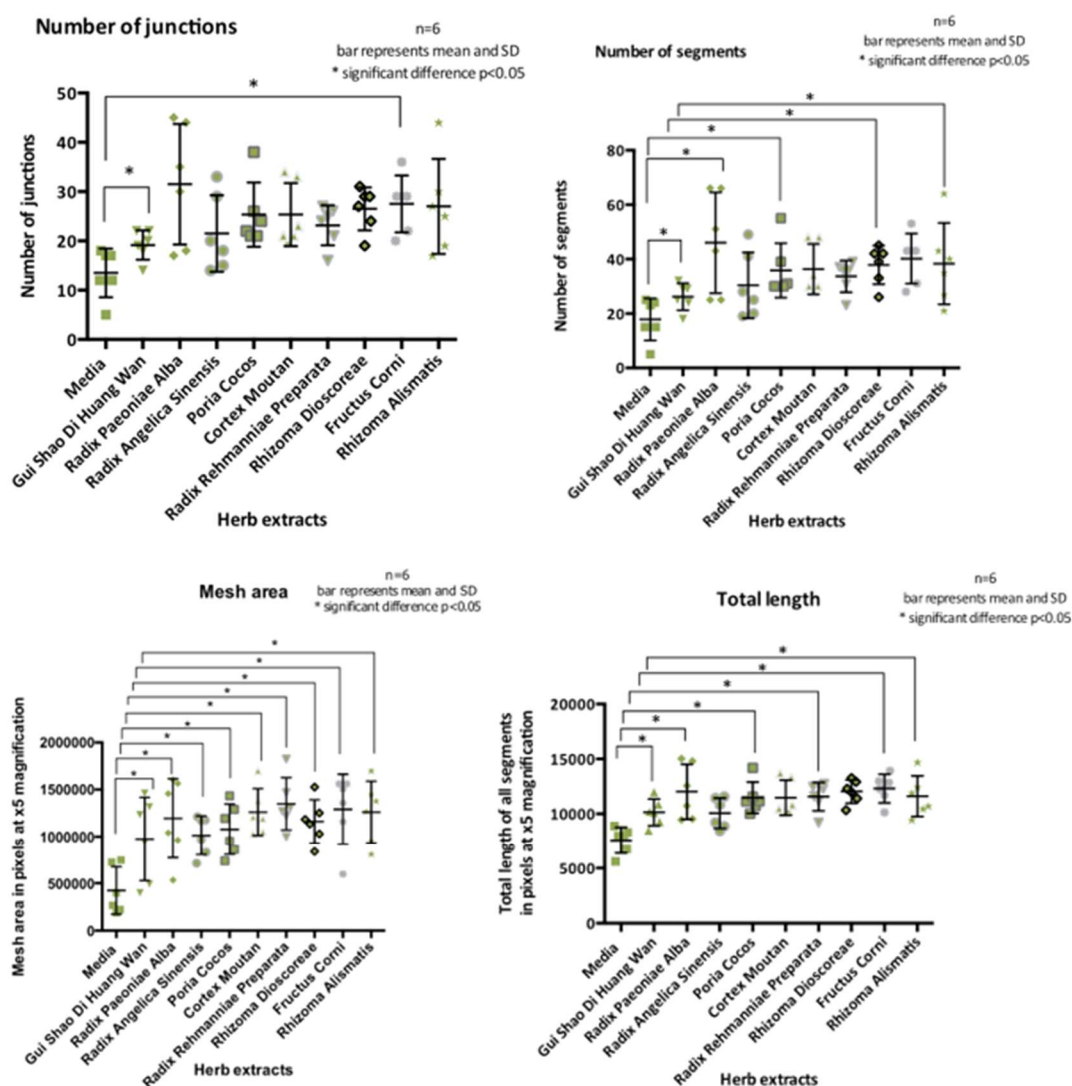 Number of junctions
n=6
bar represents mean and SD
* significant difference p<0.05
*
*
50
40
30
20
10
0
Number of junctions
Media
Gui Shao Di Huang Wan
Radix Paeoniae Alba
Radix Angelica Sinensis
Poria Cocos
Cortex Moutan
Radix Rehmanniae Preparata
Rhizoma Dioscoreae
Fructus Corni
Rhizoma Alismatis
Herb extracts
Number of segments
n=6
bar represents mean and SD
* significant difference p<0.05
*
*
*
*
*
80
60
40
20
0
Number of segments
Media
Gui Shao Di Huang Wan
Radix Paeoniae Alba
Radix Angelica Sinensis
Poria Cocos
Cortex Moutan
Radix Rehmanniae Preparata
Rhizoma Dioscoreae
Fructus Corni
Rhizoma Alismatis
Herb extracts
Mesh area
n=6
bar represents mean and SD
* significant difference p<0.05
*
*
*
*
*
*
*
*
*
2000000
1500000
1000000
500000
0
Mesh area in pixels at x5 magnification
Media
Gui Shao Di Huang Wan
Radix Paeoniae Alba
Radix Angelica Sinensis
Poria Cocos
Cortex Moutan
Radix Rehmanniae Preparata
Rhizoma Dioscoreae
Fructus Corni
Rhizoma Alismatis
Herb extracts
Total length
n=6
bar represents mean and SD
* significant difference p<0.05
*
*
*
*
*
*
20000
15000
10000
5000
0
Total length of all segments
in pixels at x5 magnification
Media
Gui Shao Di Huang Wan
Radix Paeoniae Alba
Radix Angelica Sinensis
Poria Cocos
Cortex Moutan
Radix Rehmanniae Preparata
Rhizoma Dioscoreae
Fructus Corni
Rhizoma Alismatis
Herb extracts